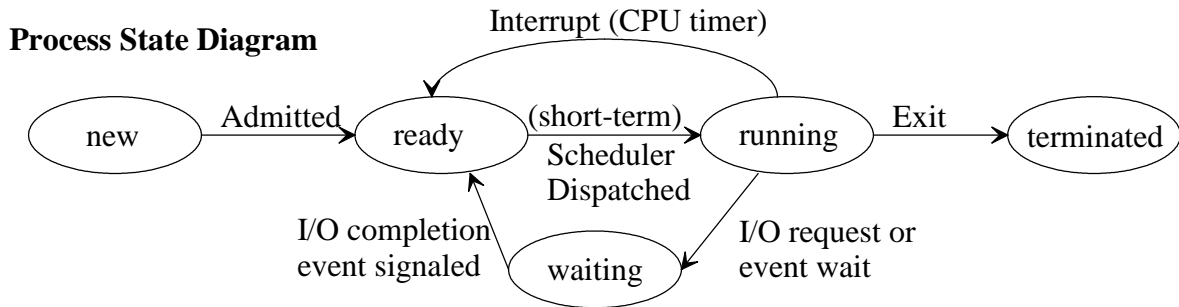 Interrupt (CPU timer)
Process State Diagram
new
Admitted
ready
(short-term)
Scheduler
Dispatched
running
Exit
terminated
I/O completion
event signaled
waiting
I/O request or
event wait